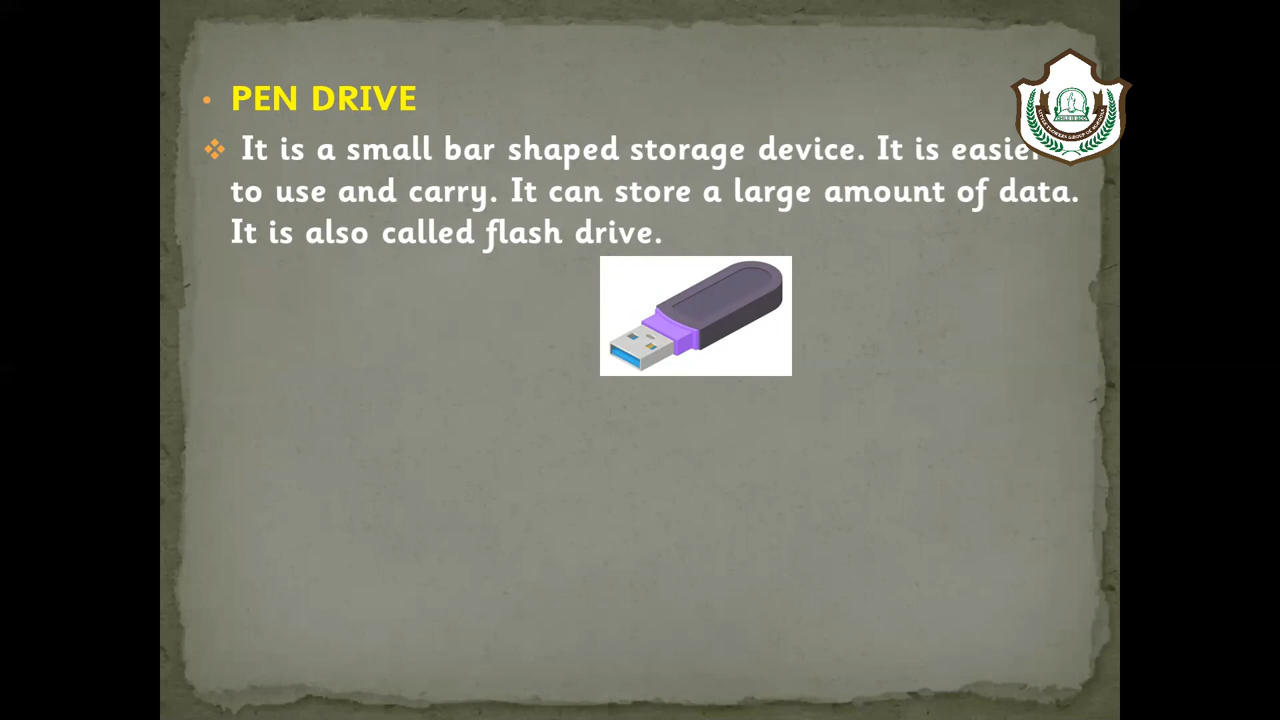 PEN DRIVE
It is a small bar shaped storage device. It is easier
to use and carry. It can store a large amount of data.
It is also called flash drive.